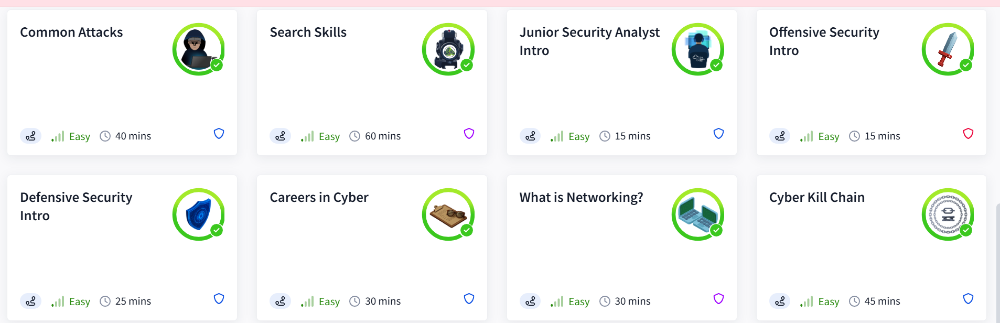 Common Attacks
Easy
40 mins
Search Skills
Easy
60 mins
Junior Security Analyst
Intro
Easy
15 mins
Offensive Security
Intro
Easy
15 mins
Defensive Security
Intro
Easy
25 mins
Careers in Cyber
Easy
30 mins
What is Networking?
Easy
30 mins
Cyber Kill Chain
Easy
45 mins